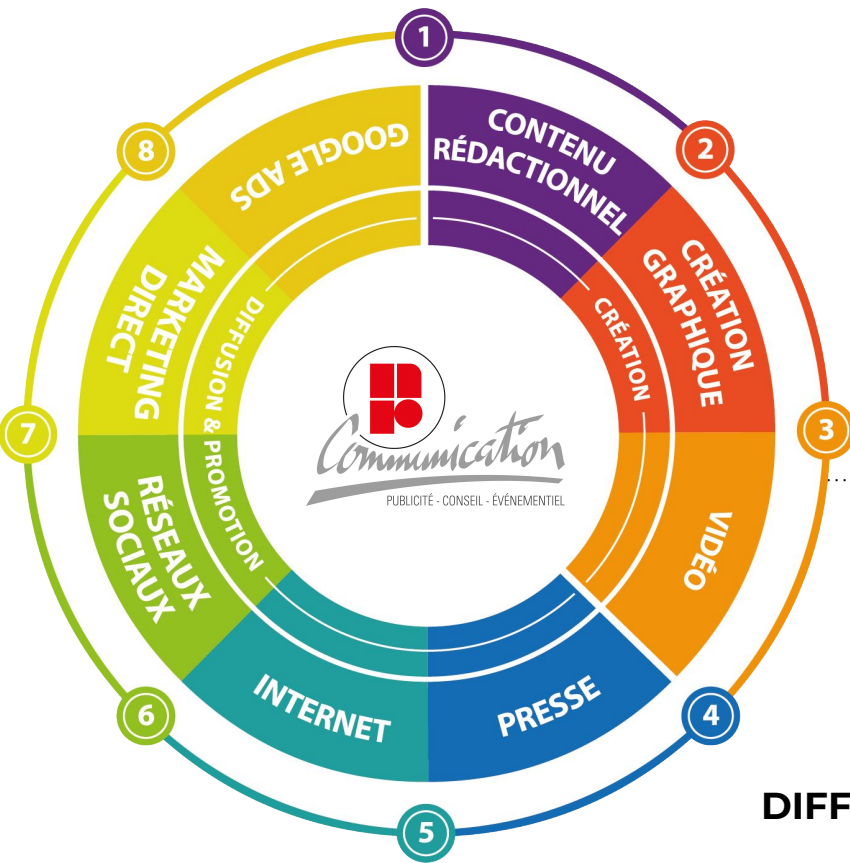 1
CONTENU
RÉDACTIONNEL
2
CRÉATION
GRAPHIQUE
3
VIDÉO
4
PRESSE
5
INTERNET
6
RÉSEAUX
SOCIAUX
7
MARKETING
DIRECT
8
GOOGLE ADS
CRÉATION
DIFFUSION & PROMOTION
Communication
PUBLICITÉ - CONSEIL - ÉVÉNEMENTIEL
....
DIFF